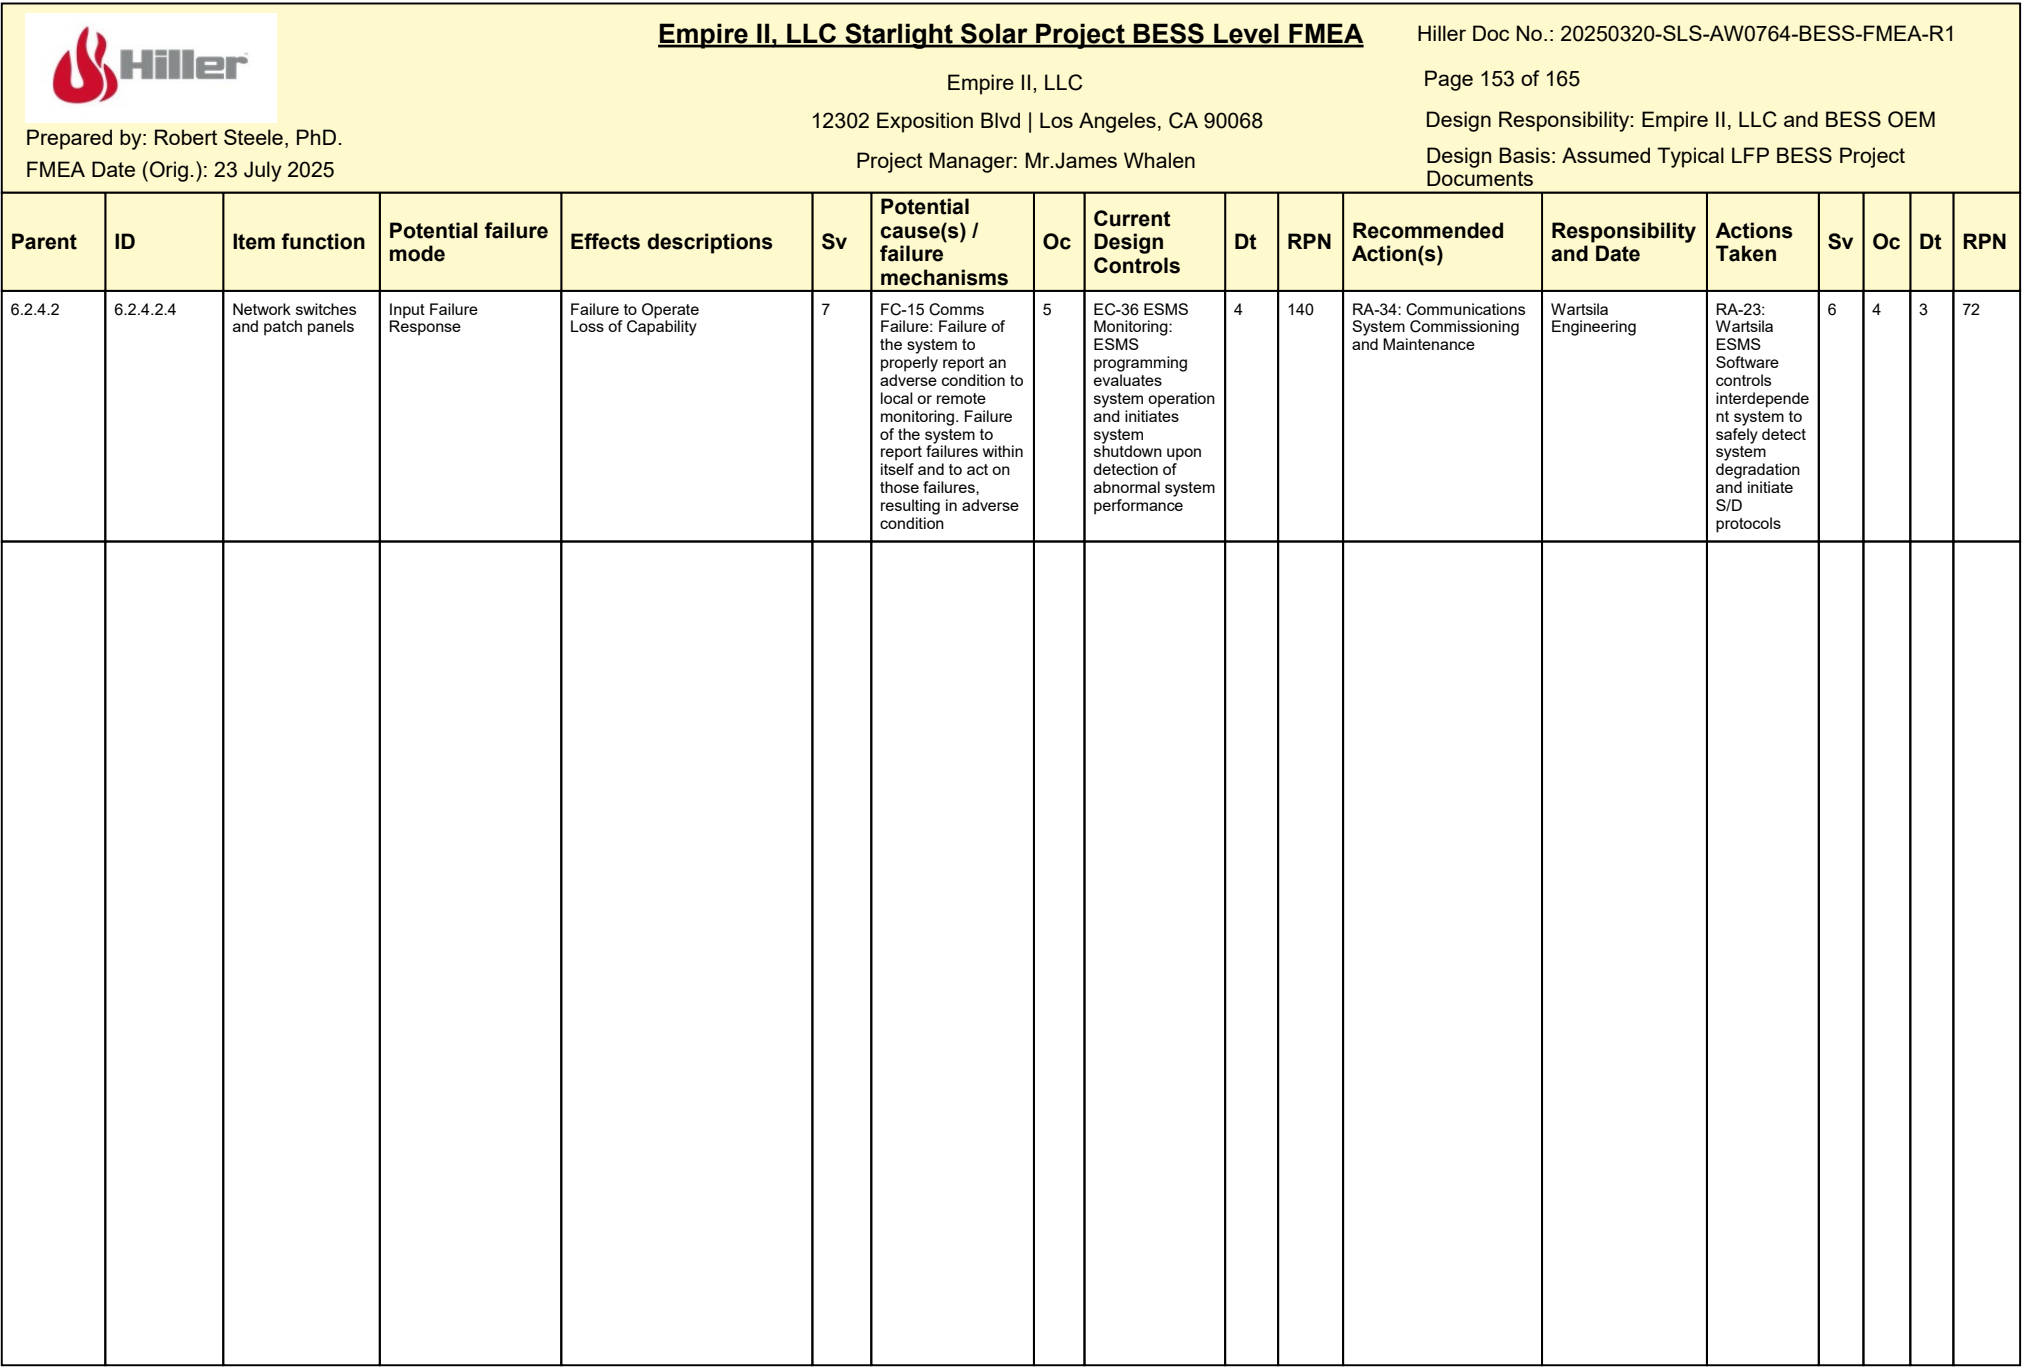 Hiller
Prepared by: Robert Steele, PhD.
FMEA Date (Orig.): 23 July 2025
Empire II, LLC Starlight Solar Project BESS Level FMEA
Empire II, LLC
12302 Exposition Blvd | Los Angeles, CA 90068
Project Manager: Mr.James Whalen
Hiller Doc No.: 20250320-SLS-AW0764-BESS-FMEA-R1
Page 153 of 165
Design Responsibility: Empire II, LLC and BESS OEM
Design Basis: Assumed Typical LFP BESS Project
Documents
Parent
ID
Item function
Potential failure
mode
Effects descriptions
Sv
Potential
cause(s) /
failure
mechanisms
Oc
Current
Design
Controls
Dt
RPN
Recommended
Action(s)
Responsibility
and Date
Actions
Taken
Sv
Oc
Dt
RPN
6.2.4.2
6.2.4.2.4
Network switches
and patch panels
Input Failure
Response
Failure to Operate
Loss of Capability
7
FC-15 Comms
Failure: Failure of
the system to
properly report an
adverse condition to
local or remote
monitoring. Failure
of the system to
report failures within
itself and to act on
those failures,
resulting in adverse
condition
5
EC-36 ESMS
Monitoring:
ESMS
programming
evaluates
system operation
and initiates
system
shutdown upon
detection of
abnormal system
performance
4
140
RA-34: Communications
System Commissioning
and Maintenance
Wartsila
Engineering
RA-23:
Wartsila
ESMS
Software
controls
interdepende
nt system to
safely detect
system
degradation
and initiate
S/D
protocols
6
4
3
72